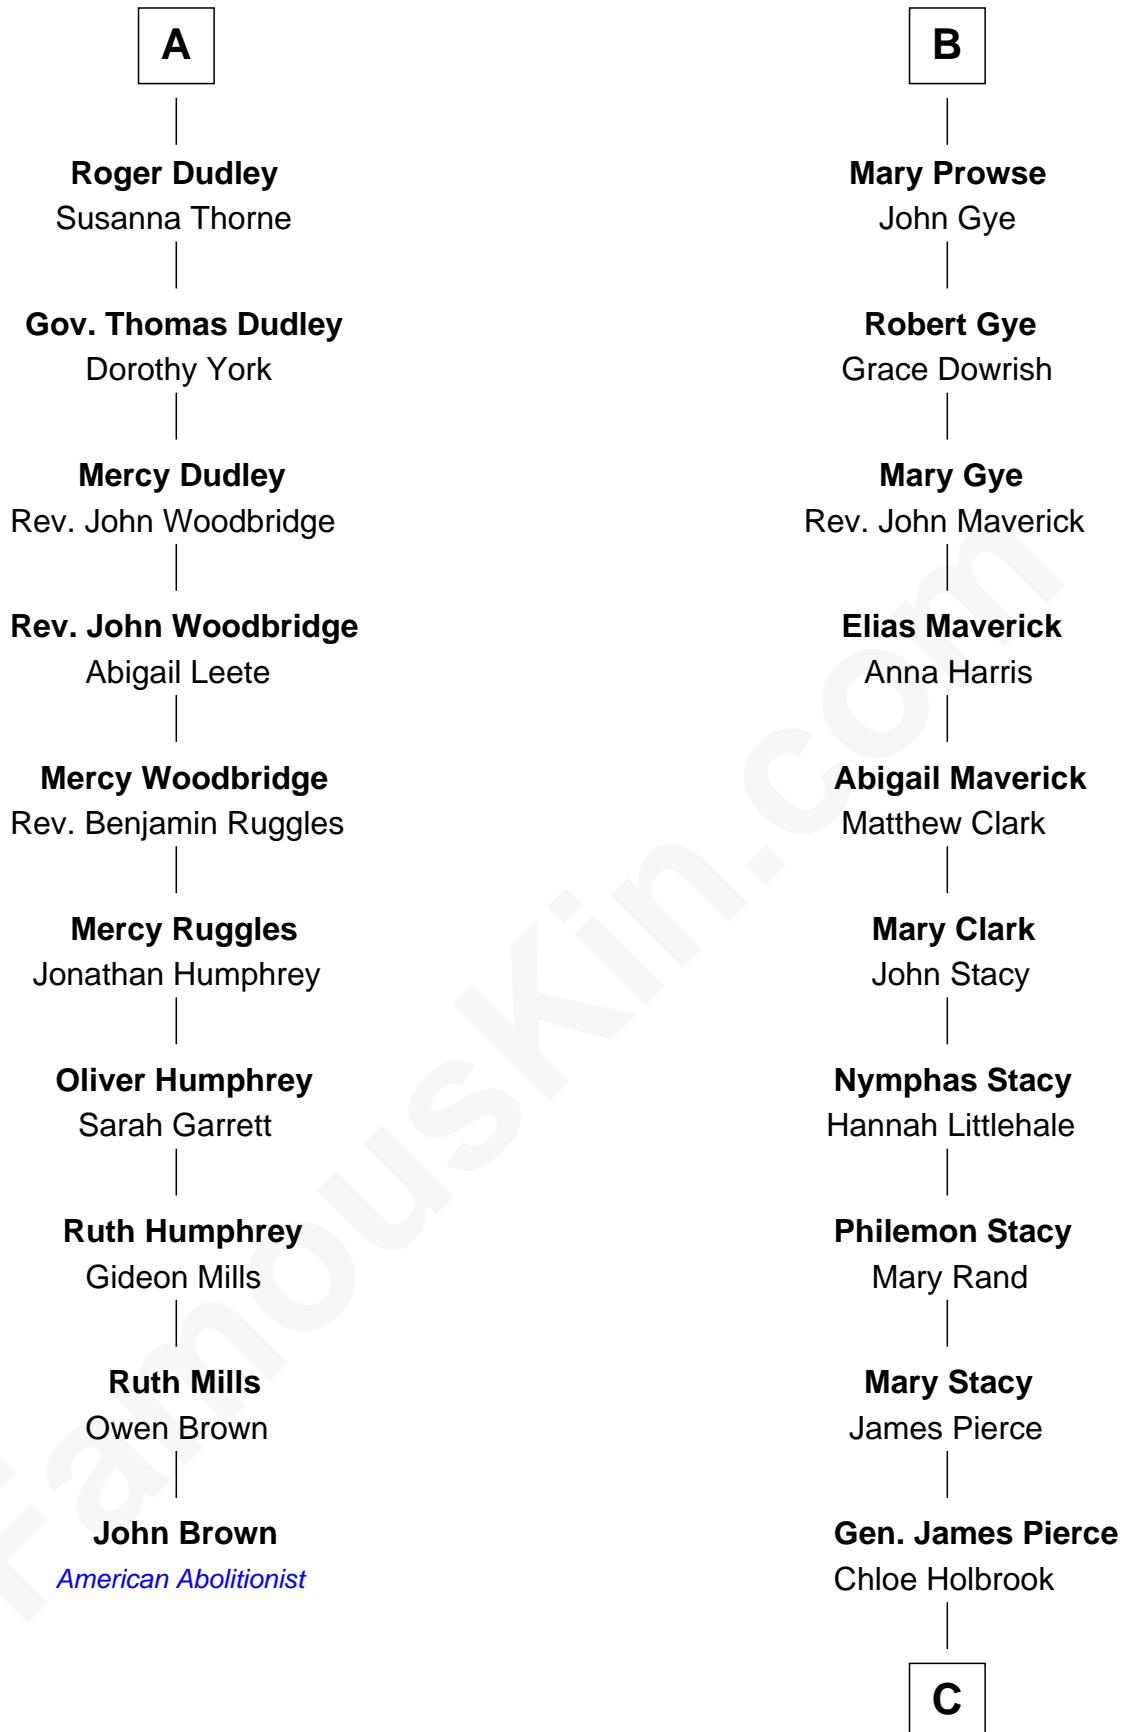 A
Roger Dudley
Susanna Thorne
Gov. Thomas Dudley
Dorothy York
Mercy Dudley
Rev. John Woodbridge
Rev. John Woodbridge
Abigail Leete
Mercy Woodbridge
Rev. Benjamin Ruggles
Mercy Ruggles
Jonathan Humphrey
Oliver Humphrey
Sarah Garrett
Ruth Humphrey
Gideon Mills
Ruth Mills
Owen Brown
John Brown
American Abolitionist
B
Mary Prowse
John Gye
Robert Gye
Grace Dowrish
Mary Gye
Rev. John Maverick
Elias Maverick
Anna Harris
Abigail Maverick
Matthew Clark
Mary Clark
John Stacy
Nymphas Stacy
Hannah Littlehale
Philemon Stacy
Mary Rand
Mary Stacy
James Pierce
Gen. James Pierce
Chloe Holbrook
C
FamousKin.com